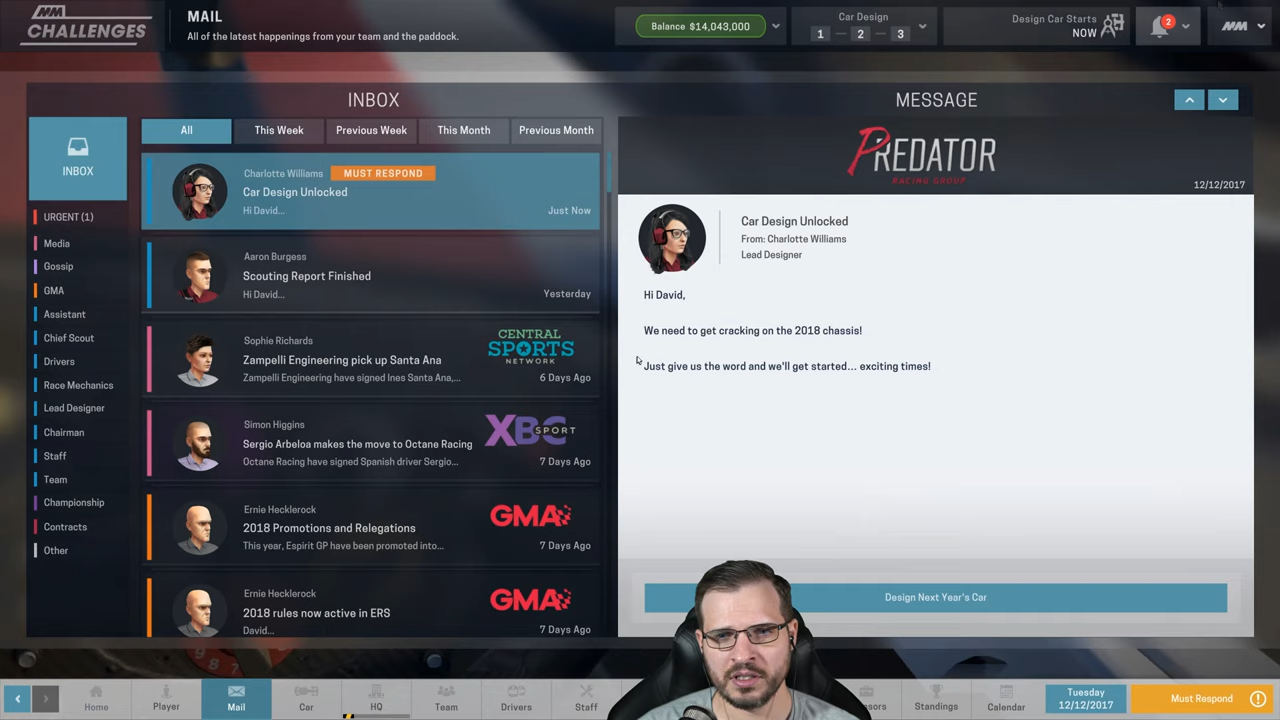 MM CHALLENGES
MAIL
All of the latest happenings from your team and the paddock.
Balance $14,043,000
Car Design
1 – 2 – 3
Design Car Starts
NOW
2
MM
INBOX
MESSAGE
INBOX
All
This Week
Previous Week
This Month
Previous Month
URGENT (1)
Media
Gossip
GMA
Assistant
Chief Scout
Drivers
Race Mechanics
Lead Designer
Chairman
Staff
Team
Championship
Contracts
Other
Charlotte Williams
MUST RESPOND
Car Design Unlocked
Hi David...
Just Now
Aaron Burgess
Scouting Report Finished
Hi David...
Yesterday
Sophie Richards
Zampelli Engineering pick up Santa Ana
Zampelli Engineering have signed Ines Santa Ana,...
CENTRAL
SPORTS
NETWORK
6 Days Ago
Simon Higgins
Sergio Arbeloa makes the move to Octane Racing
Octane Racing have signed Spanish driver Sergio...
XBC SPORT
7 Days Ago
Ernie Hecklerock
2018 Promotions and Relegations
This year, Espirit GP have been promoted into...
GMA
7 Days Ago
Ernie Hecklerock
2018 rules now active in ERS
David...
GMA
7 Days Ago
PREDATOR
RACING GROUP
12/12/2017
Car Design Unlocked
From: Charlotte Williams
Lead Designer
Hi David,
We need to get cracking on the 2018 chassis!
Just give us the word and we'll get started... exciting times!
Design Next Year's Car
Home
Player
Mail
Car
HQ
Team
Drivers
Staff
Standings
Calendar
Tuesday
12/12/2017
Must Respond